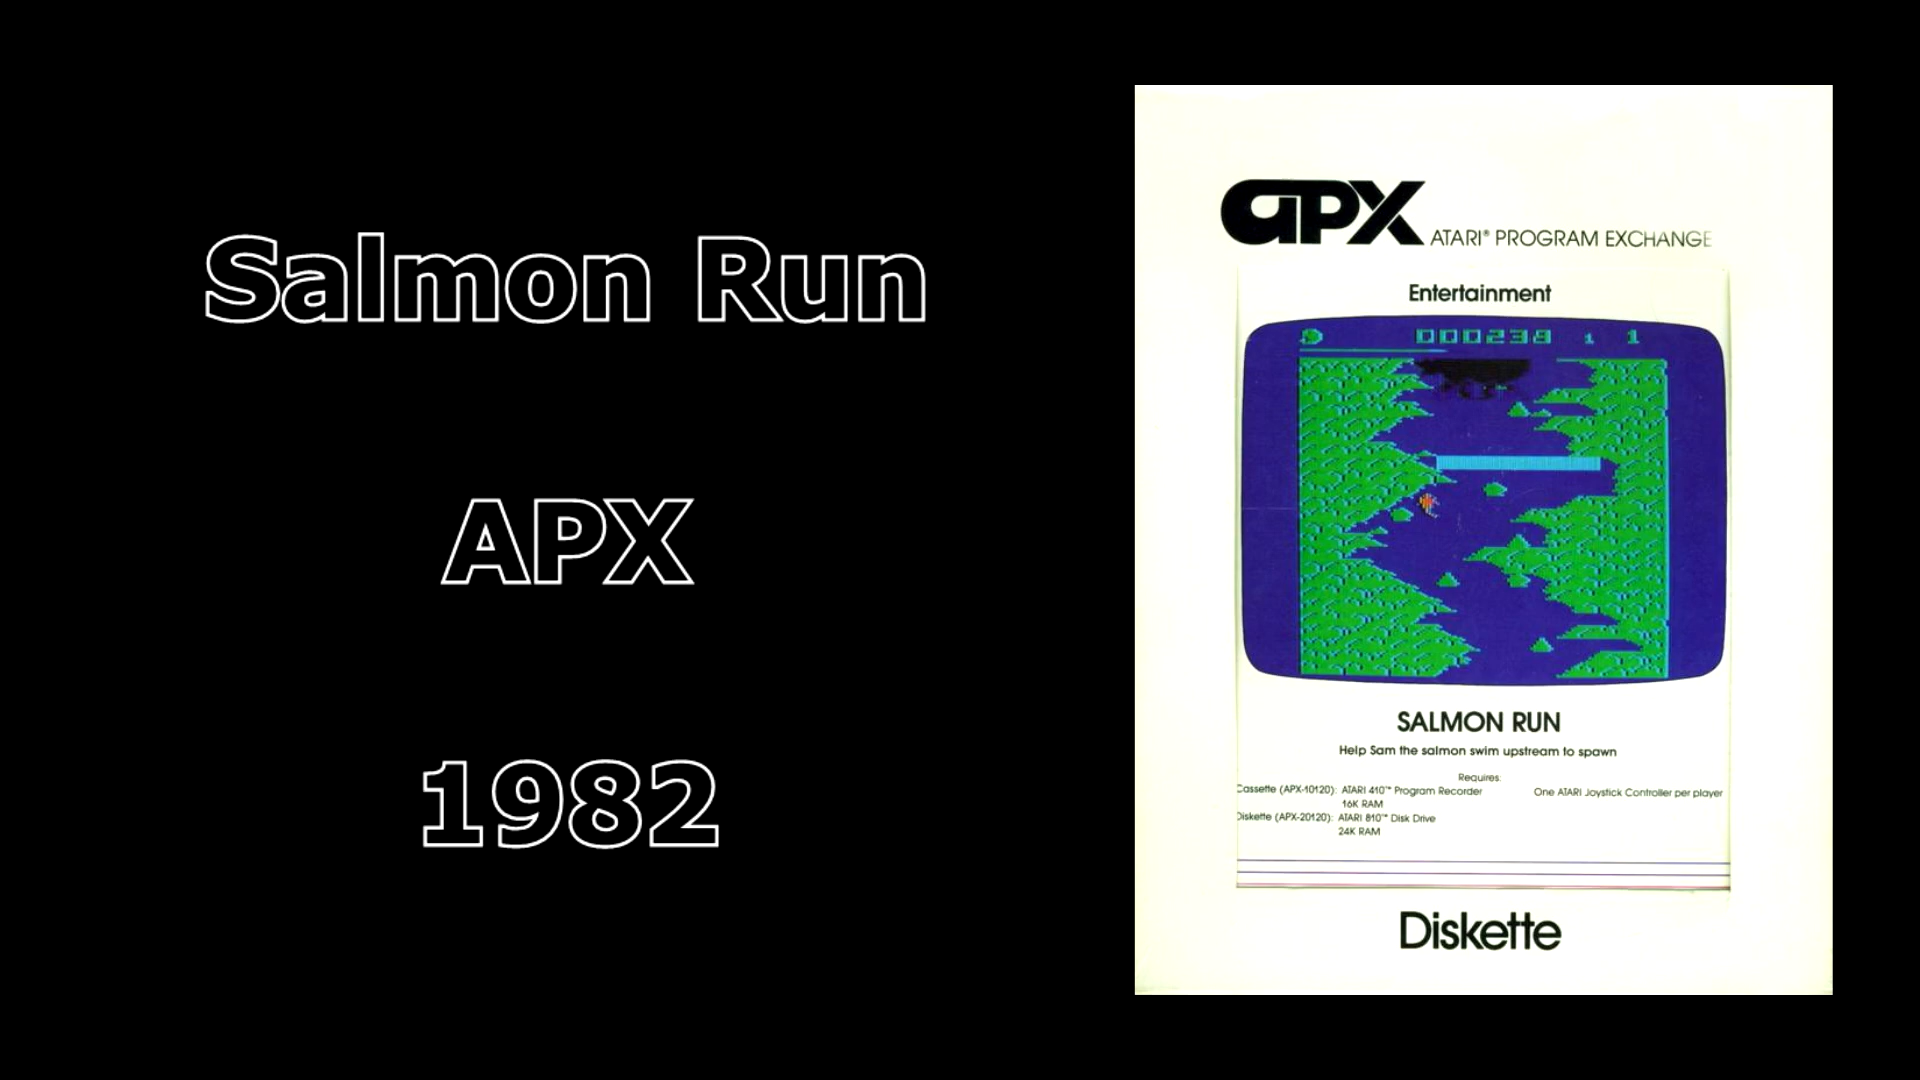 Salmon Run
APX
1982
APX ATARI® PROGRAM EXCHANGE
Entertainment
000238 1 1
SALMON RUN
Help Sam the salmon swim upstream to spawn
Requires:
Cassette (APX-10120): ATARI 410™ Program Recorder
16K RAM
One ATARI Joystick Controller per player
Diskette (APX-20120): ATARI 810™ Disk Drive
24K RAM
Diskette